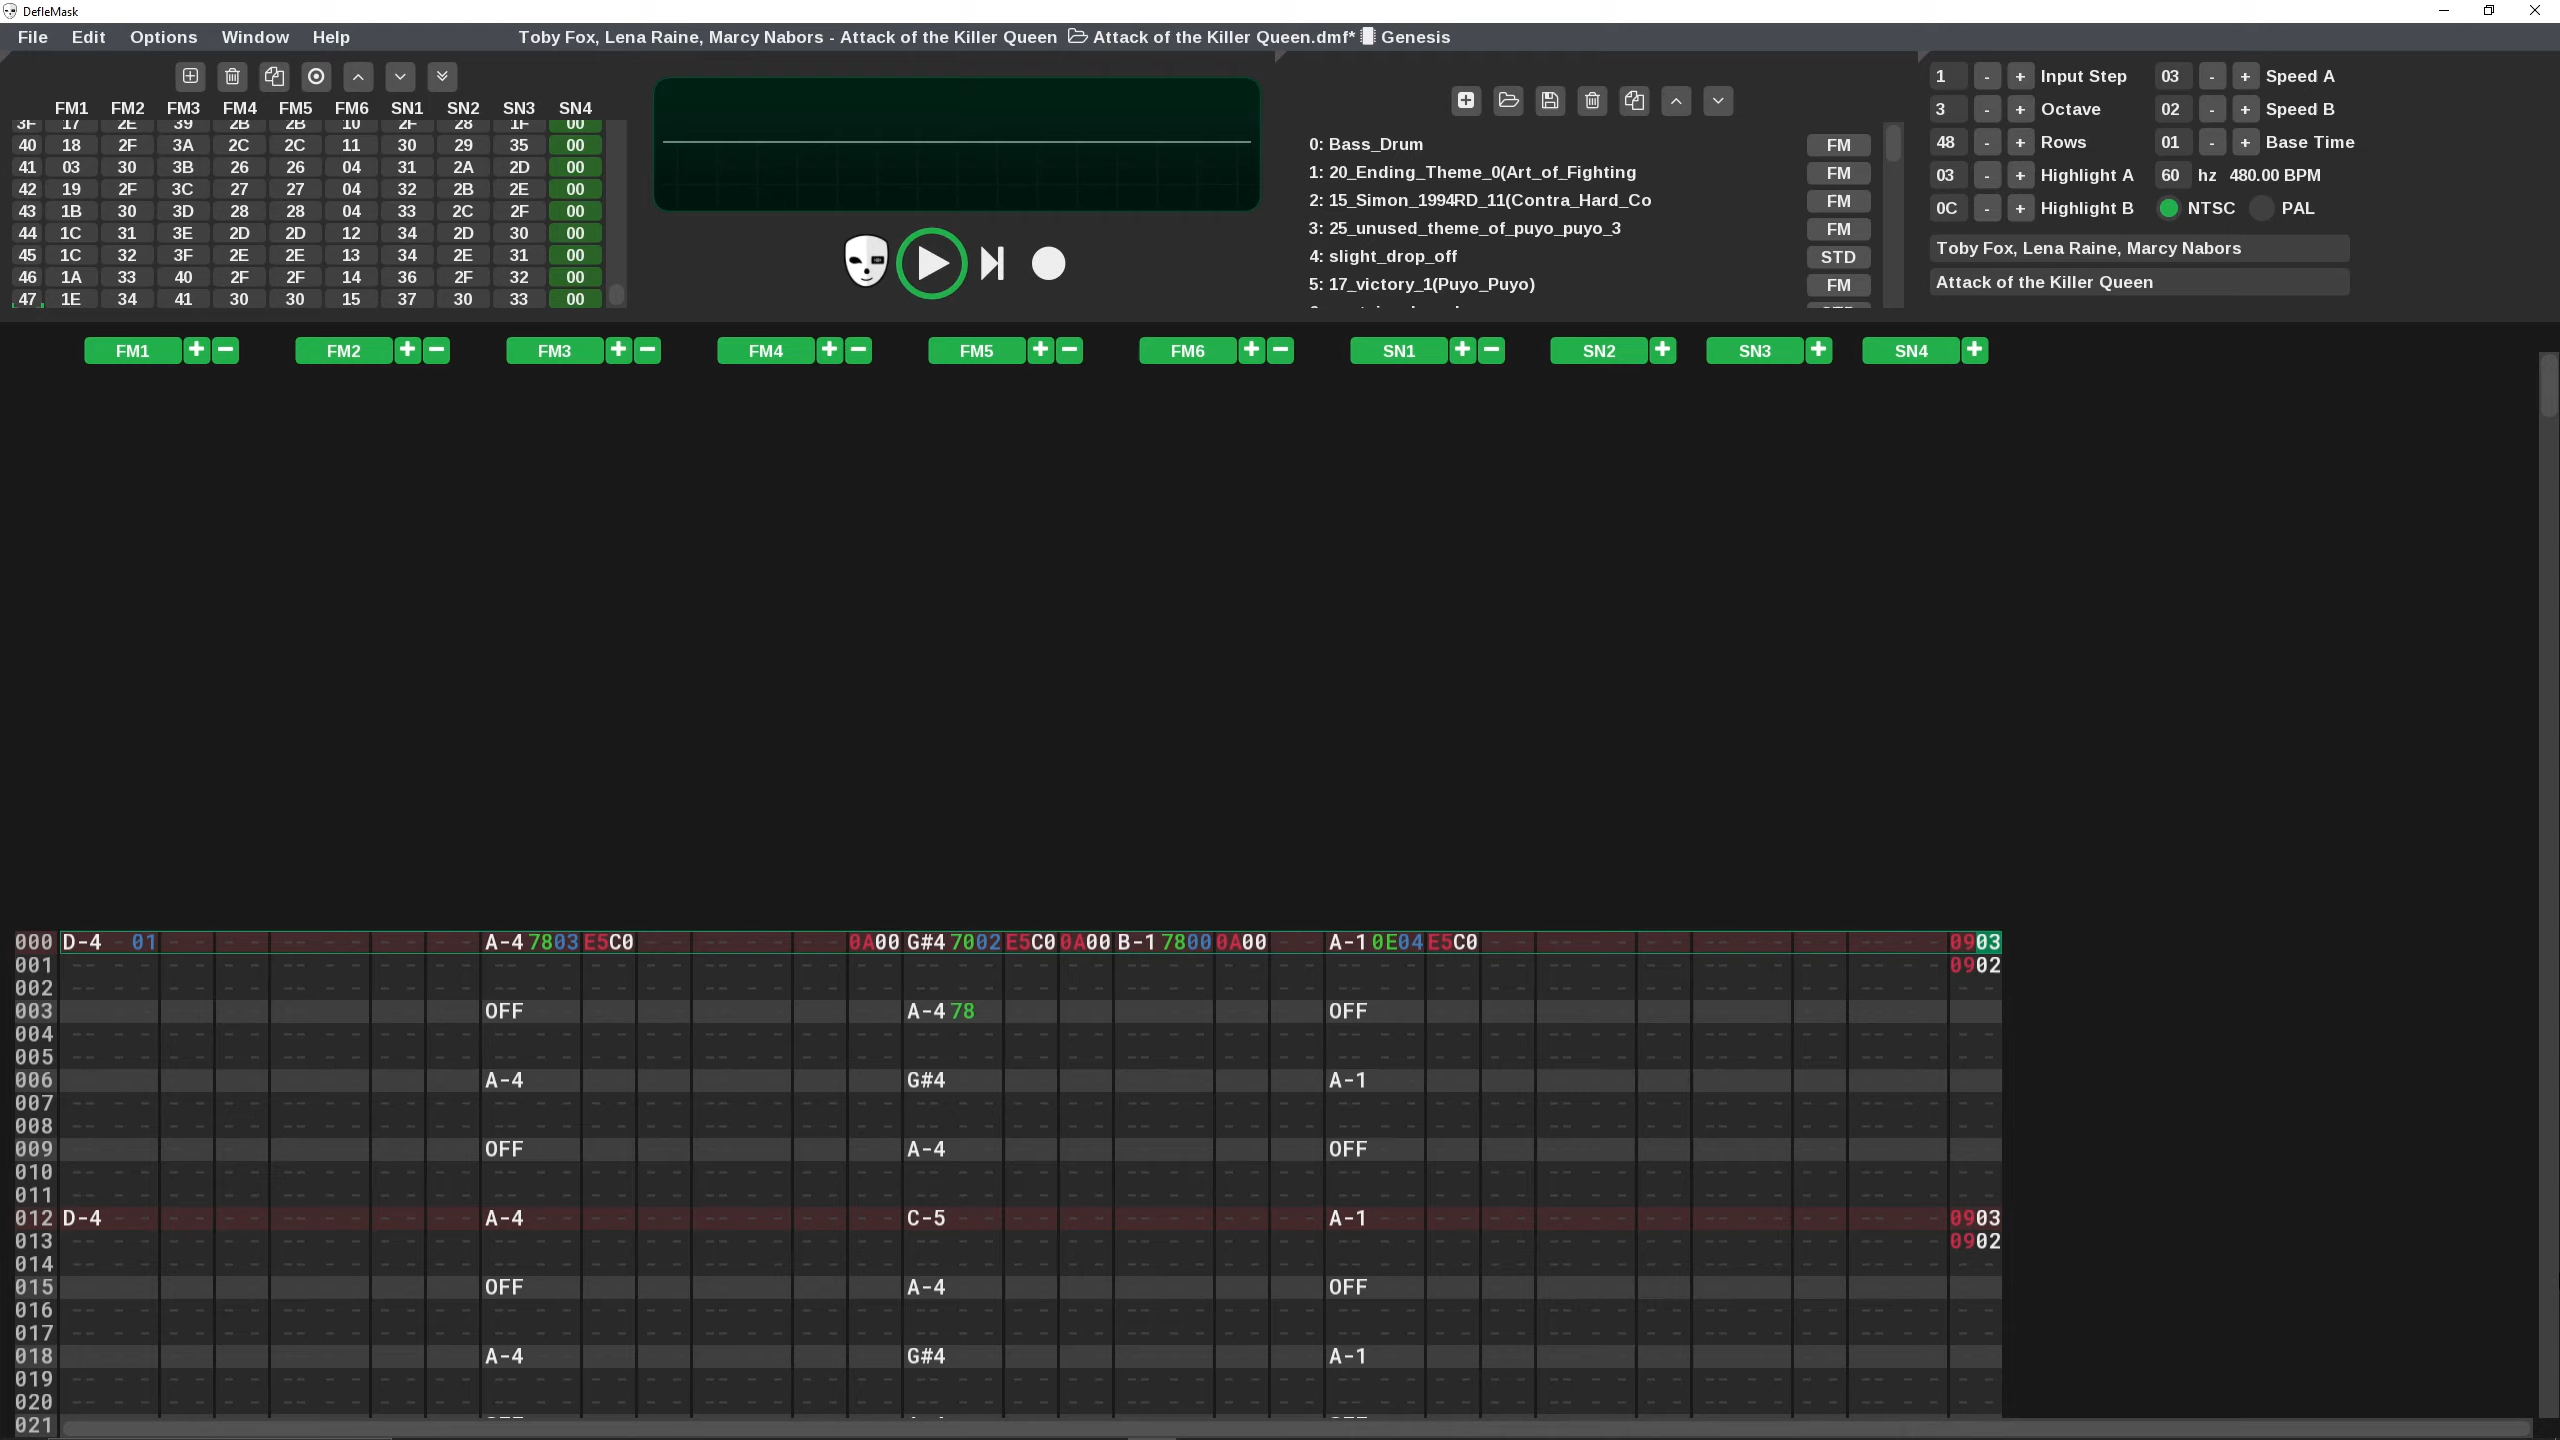 DefleMask
File Edit Options Window Help Toby Fox, Lena Raine, Marcy Nabors - Attack of the Killer Queen Attack of the Killer Queen.dmf* Genesis
FM1 FM2 FM3 FM4 FM5 FM6 SN1 SN2 SN3 SN4
3F 17 2E 39 2B 2B 10 2F 28 1F 00
40 18 2F 3A 2C 2C 11 30 29 35 00
41 03 30 3B 26 26 04 31 2A 2D 00
42 19 2F 3C 27 27 04 32 2B 2E 00
43 1B 30 3D 28 28 04 33 2C 2F 00
44 1C 31 3E 2D 2D 12 34 2D 30 00
45 1C 32 3F 2E 2E 13 34 2E 31 00
46 1A 33 40 2F 2F 14 36 2F 32 00
47 1E 34 41 30 30 15 37 30 33 00
0: Bass_Drum FM
1: 20_Ending_Theme_0(Art_of_Fighting FM
2: 15_Simon_1994RD_11(Contra_Hard_Co FM
3: 25_unused_theme_of_puyo_puyo_3 FM
4: slight_drop_off STD
5: 17_victory_1(Puyo_Puyo) FM
1 - + Input Step 03 - + Speed A
3 - + Octave 02 - + Speed B
48 - + Rows 01 - + Base Time
03 - + Highlight A 60 hz 480.00 BPM
0C - + Highlight B NTSC PAL
Toby Fox, Lena Raine, Marcy Nabors
Attack of the Killer Queen
FM1 + - FM2 + - FM3 + - FM4 + - FM5 + - FM6 + - SN1 + - SN2 + SN3 + SN4 +
000 D-4 01 A-4 7803 E5C0 0A00 G#4 7002 E5C0 0A00 B-1 7800 0A00 A-1 0E04 E5C0 0903
001 0902
002
003 OFF A-4 78 OFF
004
005
006 A-4 G#4 A-1
007
008
009 OFF A-4 OFF
010
011
012 D-4 A-4 C-5 A-1 0903
013 0902
014
015 OFF A-4 OFF
016
017
018 A-4 G#4 A-1
019
020
021